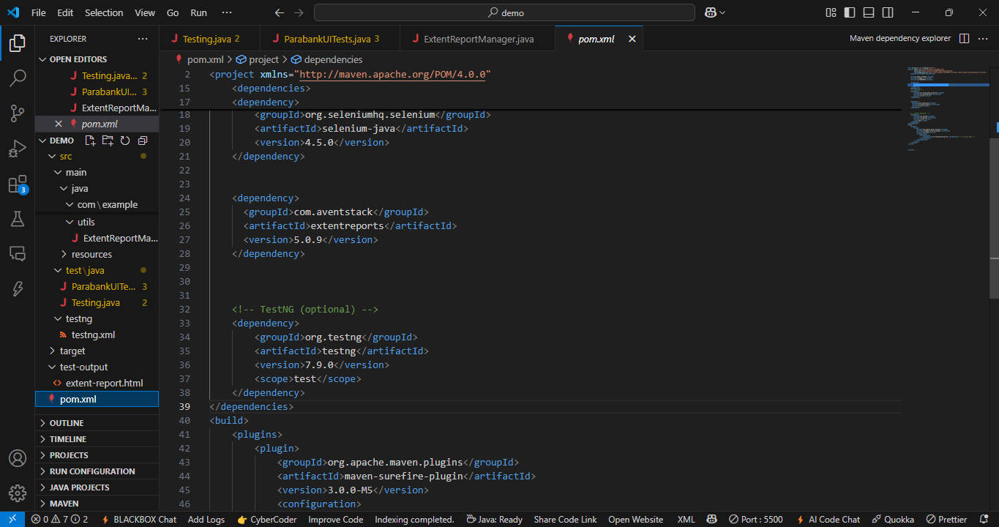 File Edit Selection View Go Run ··· demo
EXPLORER ···
OPEN EDITORS
Testing.java... 2
ParabankUI... 3
ExtentReportMa...
pom.xml
DEMO
src
main
java
com\example
utils
ExtentReportMa...
resources
test\java
ParabankUITe... 3
Testing.java 2
testng
testng.xml
target
test-output
extent-report.html
pom.xml
OUTLINE
TIMELINE
PROJECTS
RUN CONFIGURATION
JAVA PROJECTS
MAVEN
3
Testing.java 2 ParabankUITests.java 3 ExtentReportManager.java pom.xml Maven dependency explorer ···
pom.xml > project > dependencies
2 <project xmlns="http://maven.apache.org/POM/4.0.0"
15 <dependencies>
17 <dependency>
18 <groupId>org.seleniumhq.selenium</groupId>
19 <artifactId>selenium-java</artifactId>
20 <version>4.5.0</version>
21 </dependency>
22
23
24 <dependency>
25 <groupId>com.aventstack</groupId>
26 <artifactId>extentreports</artifactId>
27 <version>5.0.9</version>
28 </dependency>
29
30
31
32 <!-- TestNG (optional) -->
33 <dependency>
34 <groupId>org.testng</groupId>
35 <artifactId>testng</artifactId>
36 <version>7.9.0</version>
37 <scope>test</scope>
38 </dependency>
39 </dependencies>
40 <build>
41 <plugins>
42 <plugin>
43 <groupId>org.apache.maven.plugins</groupId>
44 <artifactId>maven-surefire-plugin</artifactId>
45 <version>3.0.0-M5</version>
46 <configuration>
0 7 2 BLACKBOX Chat Add Logs CyberCoder Improve Code Indexing completed. Java: Ready Share Code Link Open Website XML Port : 5500 AI Code Chat Quokka Prettier